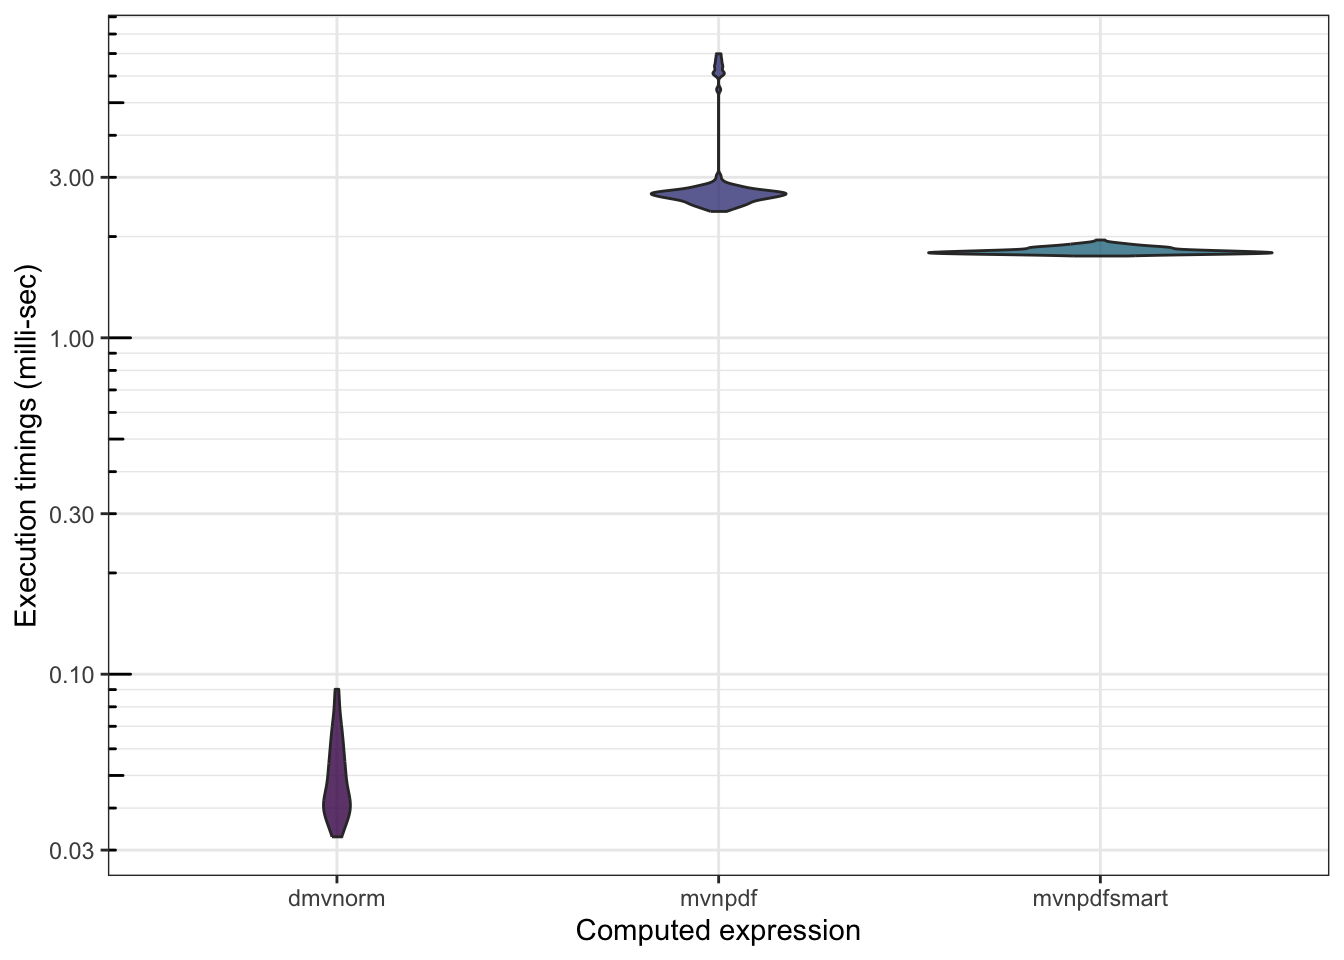 Execution timings (milli-sec)
3.00
1.00
0.30
0.10
0.03
dmvnorm
mvnpdf
mvnpdfsmart
Computed expression